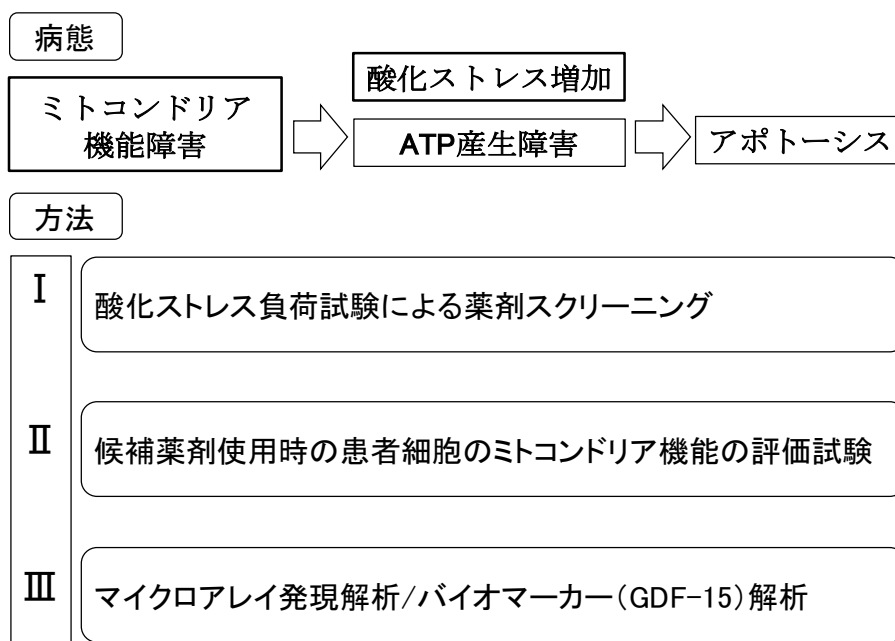 病態
ミトコンドリア
機能障害
酸化ストレス増加
ATP産生障害
アポトーシス
方法
Ⅰ
酸化ストレス負荷試験による薬剤スクリーニング
Ⅱ
候補薬剤使用時の患者細胞のミトコンドリア機能の評価試験
Ⅲ
マイクロアレイ発現解析/バイオマーカー(GDF-15)解析